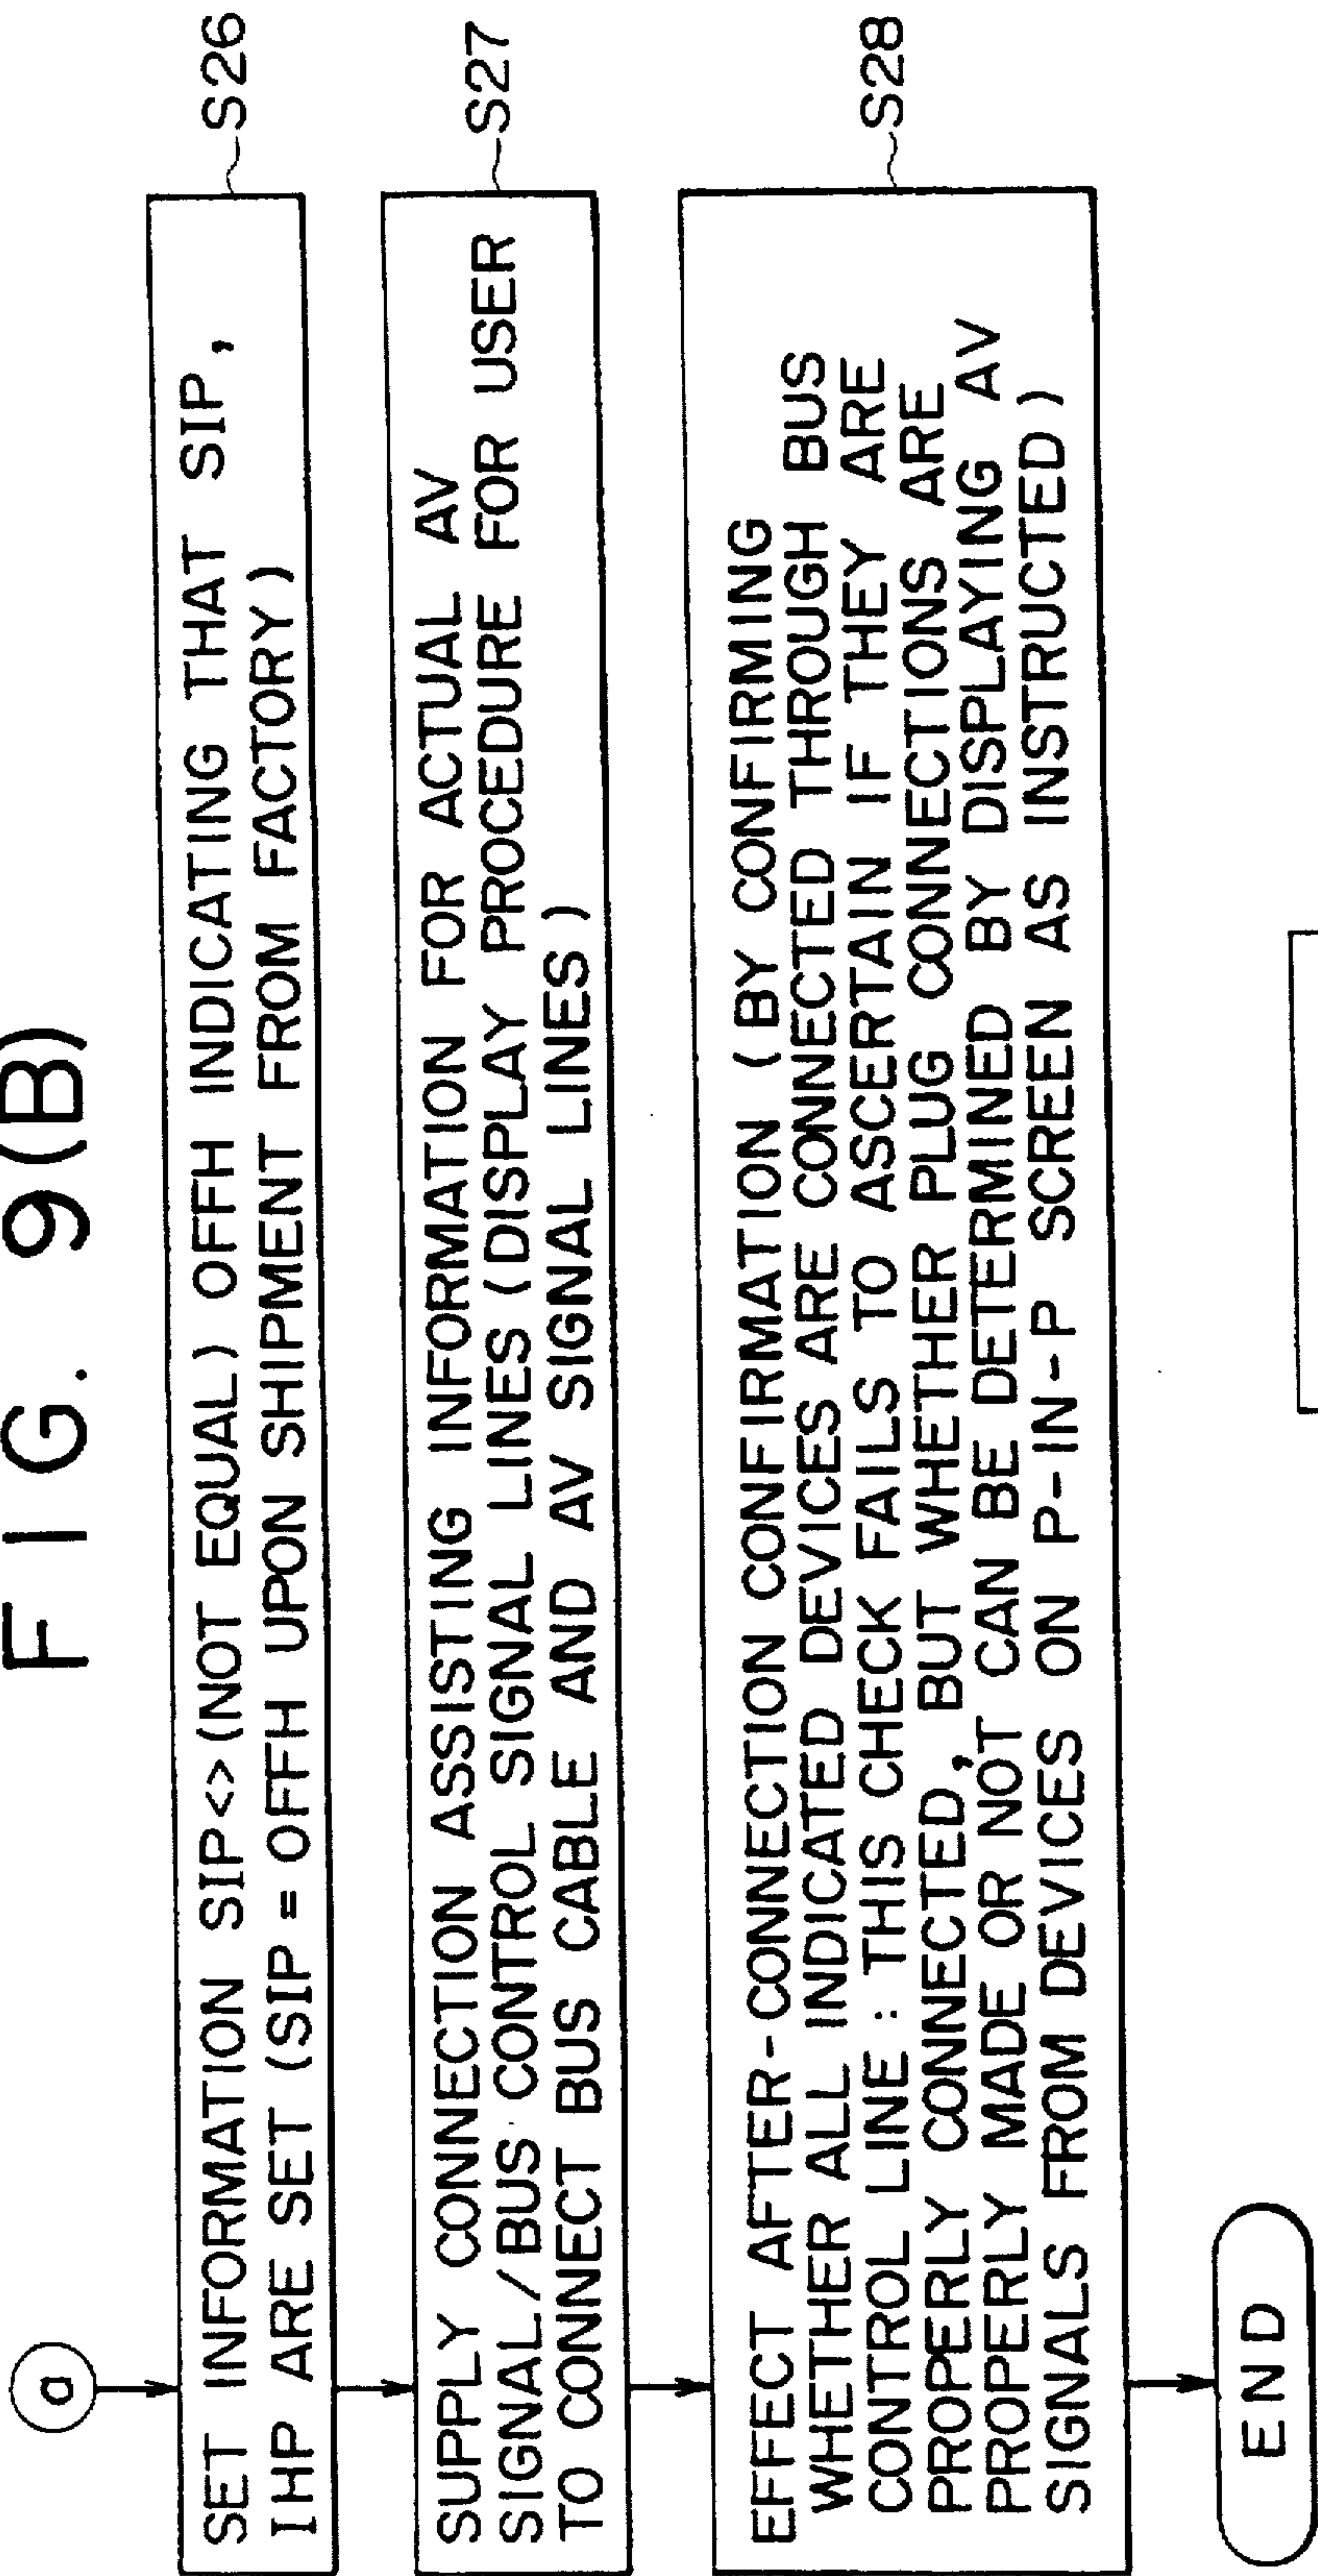 FIG. 9(B)
a
SET INFORMATION SIP<>(NOT EQUAL) OFFH INDICATING THAT SIP,
IHP ARE SET (SIP = OFFH UPON SHIPMENT FROM FACTORY)
S26
SUPPLY CONNECTION ASSISTING INFORMATION FOR ACTUAL AV
SIGNAL/BUS CONTROL SIGNAL LINES (DISPLAY PROCEDURE FOR USER
TO CONNECT BUS CABLE AND AV SIGNAL LINES)
S27
EFFECT AFTER-CONNECTION CONFIRMATION (BY CONFIRMING
WHETHER ALL INDICATED DEVICES ARE CONNECTED THROUGH BUS
CONTROL LINE : THIS CHECK FAILS TO ASCERTAIN IF THEY ARE
PROPERLY CONNECTED, BUT WHETHER PLUG CONNECTIONS ARE
PROPERLY MADE OR NOT CAN BE DETERMINED BY DISPLAYING AV
SIGNALS FROM DEVICES ON P-IN-P SCREEN AS INSTRUCTED)
S28
END